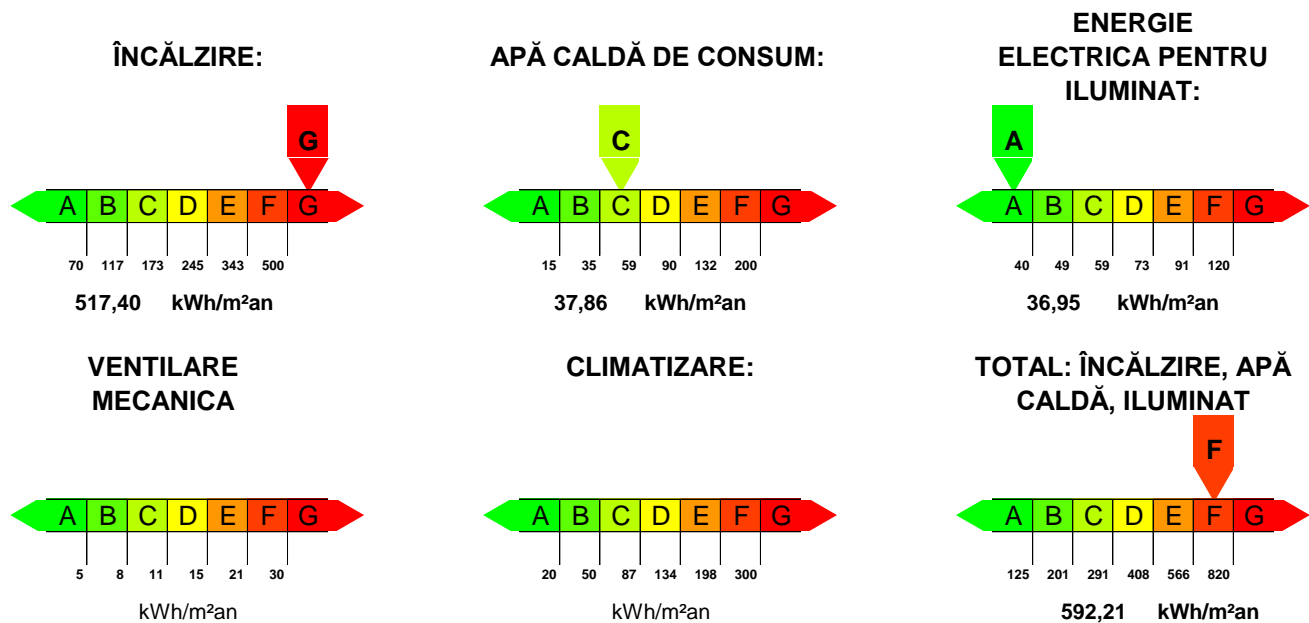 ÎNCĂLZIRE:
G
A B C D E F G
70 117 173 245 343 500
517,40 kWh/m²an
APĂ CALDĂ DE CONSUM:
C
A B C D E F G
15 35 59 90 132 200
37,86 kWh/m²an
ENERGIE
ELECTRICA PENTRU
ILUMINAT:
A
A B C D E F G
40 49 59 73 91 120
36,95 kWh/m²an
VENTILARE
MECANICA
A B C D E F G
5 8 11 15 21 30
kWh/m²an
CLIMATIZARE:
A B C D E F G
20 50 87 134 198 300
kWh/m²an
TOTAL: ÎNCĂLZIRE, APĂ
CALDĂ, ILUMINAT
F
A B C D E F G
125 201 291 408 566 820
592,21 kWh/m²an